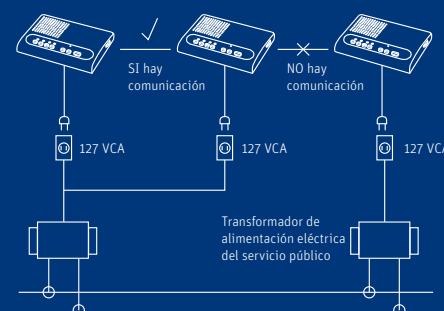 SI hay
comunicación
NO hay
comunicación
127 VCA
127 VCA
127 VCA
Transformador de
alimentación eléctrica
del servicio público